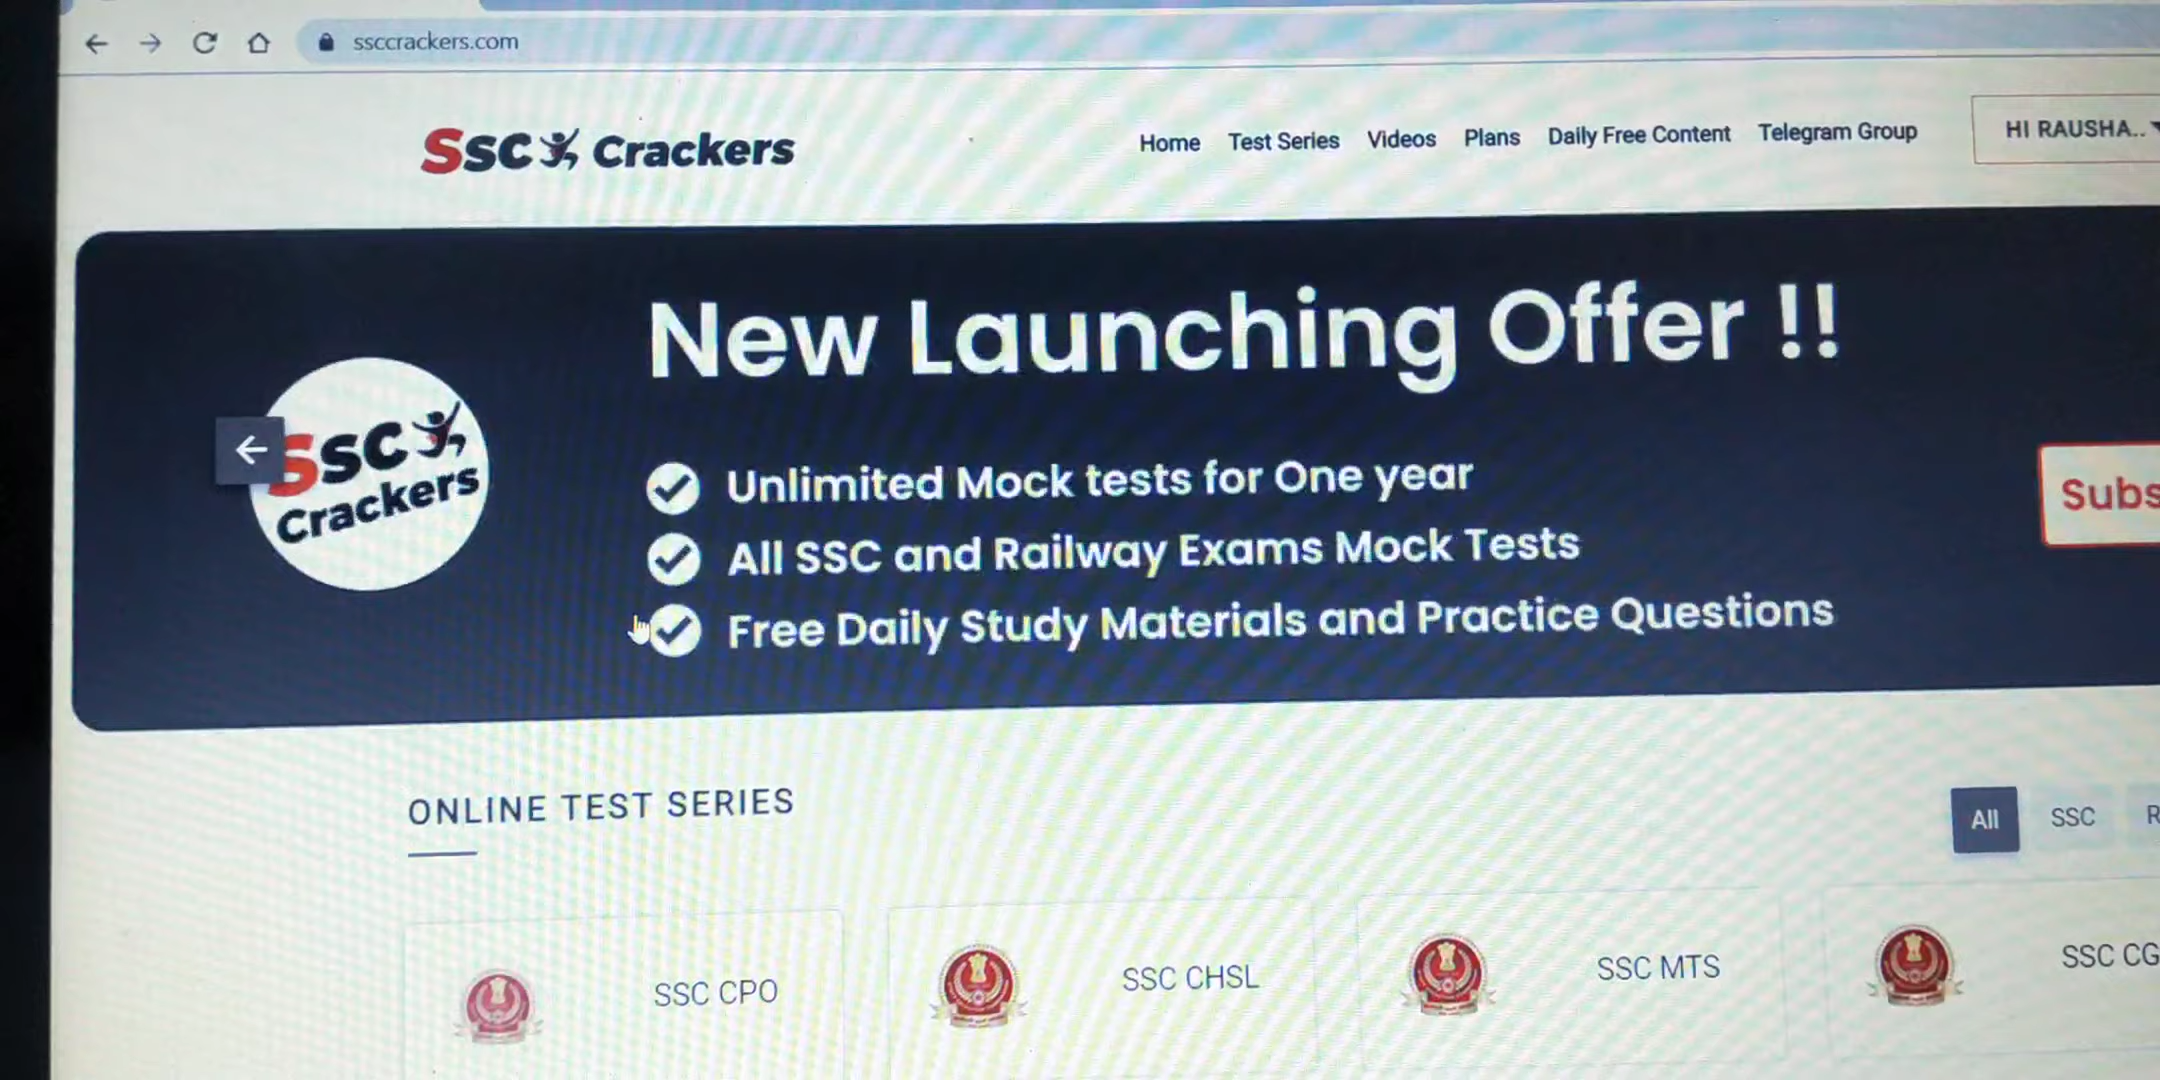 ssccrackers.com
SSC Crackers
Home Test Series Videos Plans Daily Free Content Telegram Group HI RAUSHA..
New Launching Offer !!
SSC
Crackers
Unlimited Mock tests for One year
All SSC and Railway Exams Mock Tests
Free Daily Study Materials and Practice Questions
Subs
ONLINE TEST SERIES
All SSC R
SSC CPO SSC CHSL SSC MTS SSC CG